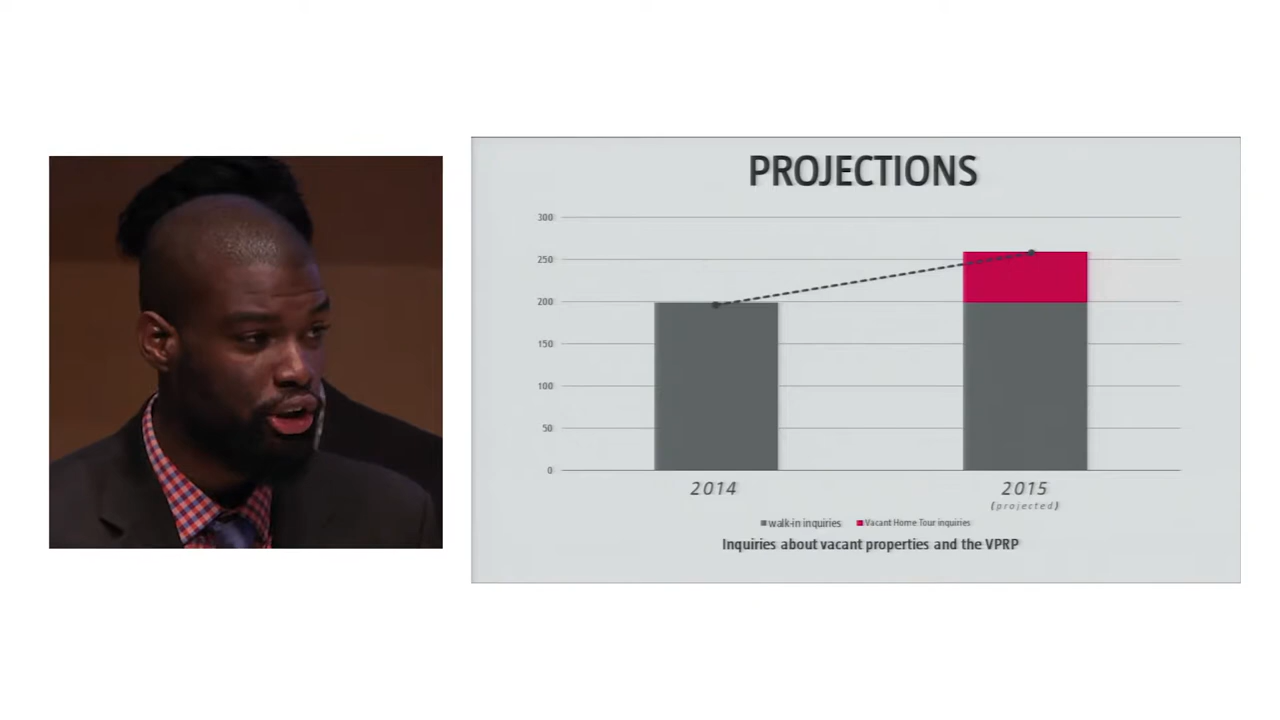 PROJECTIONS
300
250
200
150
100
50
0
2014
2015
(projected)
walk-in inquiries Vacant Home Tour inquiries
Inquiries about vacant properties and the VPRP